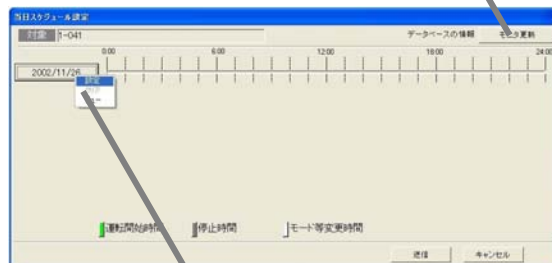 当日スケジュール設定
対象 1-041 データベースの情報 モニタ更新
0:00 6:00 12:00 18:00 24:00
2002/11/26
設定
コピー
運転開始時間 停止時間 モード等変更時間
送信 キャンセル